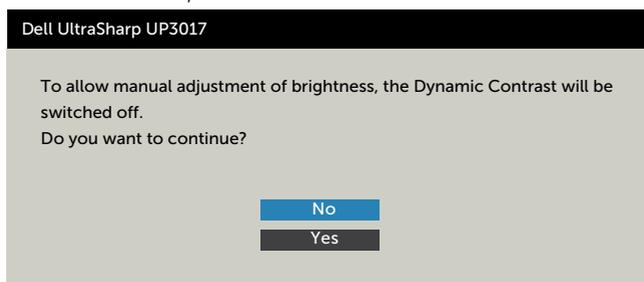 Dell UltraSharp UP3017
To allow manual adjustment of brightness, the Dynamic Contrast will be
switched off.
Do you want to continue?
No
Yes